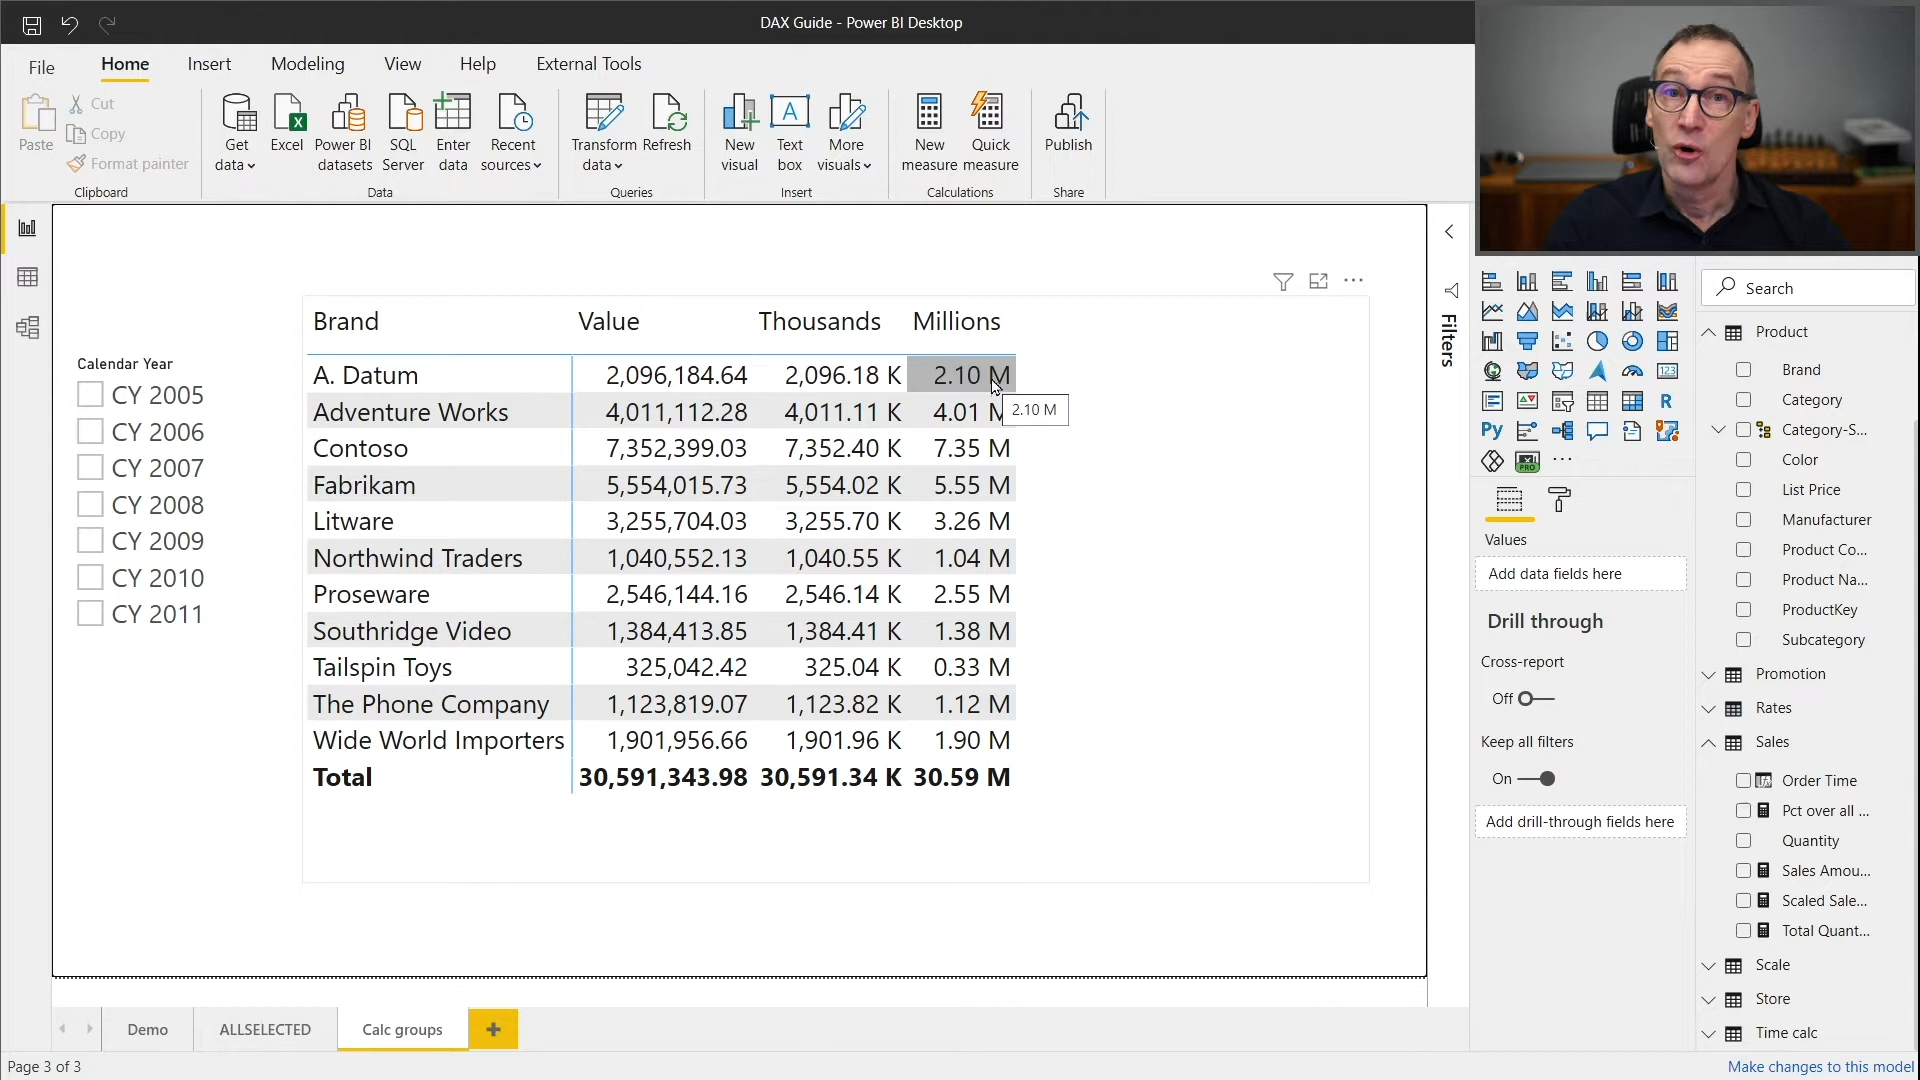 DAX Guide - Power BI Desktop
File Home Insert Modeling View Help External Tools
Paste
Cut
Copy
Format painter
Clipboard
Get data
Excel
Power BI datasets
SQL Server
Enter data
Recent sources
Data
Transform data
Refresh
Queries
New visual
Text box
More visuals
Insert
New measure
Quick measure
Calculations
Publish
Share
Calendar Year
CY 2005
CY 2006
CY 2007
CY 2008
CY 2009
CY 2010
CY 2011
Brand Value Thousands Millions
A. Datum 2,096,184.64 2,096.18 K 2.10 M
Adventure Works 4,011,112.28 4,011.11 K 4.01 M
2.10 M
Contoso 7,352,399.03 7,352.40 K 7.35 M
Fabrikam 5,554,015.73 5,554.02 K 5.55 M
Litware 3,255,704.03 3,255.70 K 3.26 M
Northwind Traders 1,040,552.13 1,040.55 K 1.04 M
Proseware 2,546,144.16 2,546.14 K 2.55 M
Southridge Video 1,384,413.85 1,384.41 K 1.38 M
Tailspin Toys 325,042.42 325.04 K 0.33 M
The Phone Company 1,123,819.07 1,123.82 K 1.12 M
Wide World Importers 1,901,956.66 1,901.96 K 1.90 M
Total 30,591,343.98 30,591.34 K 30.59 M
Filters
123
R
Py
PRO
Values
Add data fields here
Drill through
Cross-report
Off
Keep all filters
On
Add drill-through fields here
Search
Product
Brand
Category
Category-S...
Color
List Price
Manufacturer
Product Co...
Product Na...
ProductKey
Subcategory
Promotion
Rates
Sales
Order Time
Pct over all ...
Quantity
Sales Amou...
Scaled Sale...
Total Quant...
Scale
Store
Time calc
Demo
ALLSELECTED
Calc groups
+
Page 3 of 3
Make changes to this model